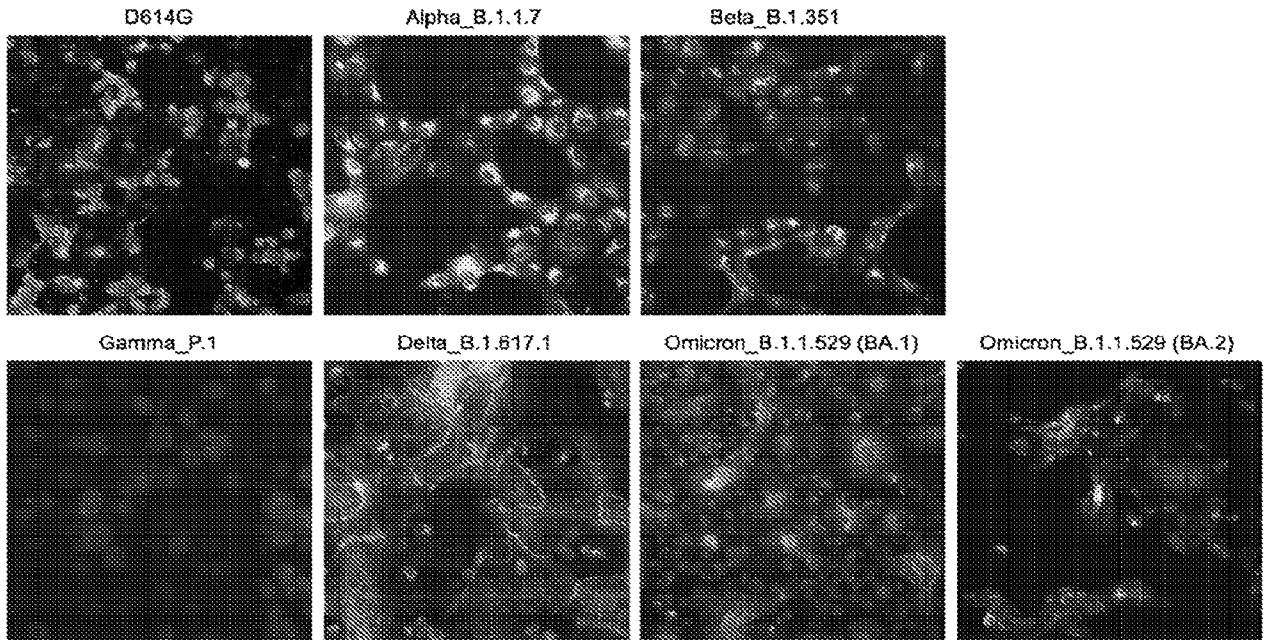 D614G
Alpha_B.1.1.7
Beta_B.1.351
Gamma_P.1
Delta_B.1.617.1
Omicron_B.1.1.529 (BA.1)
Omicron_B.1.1.529 (BA.2)